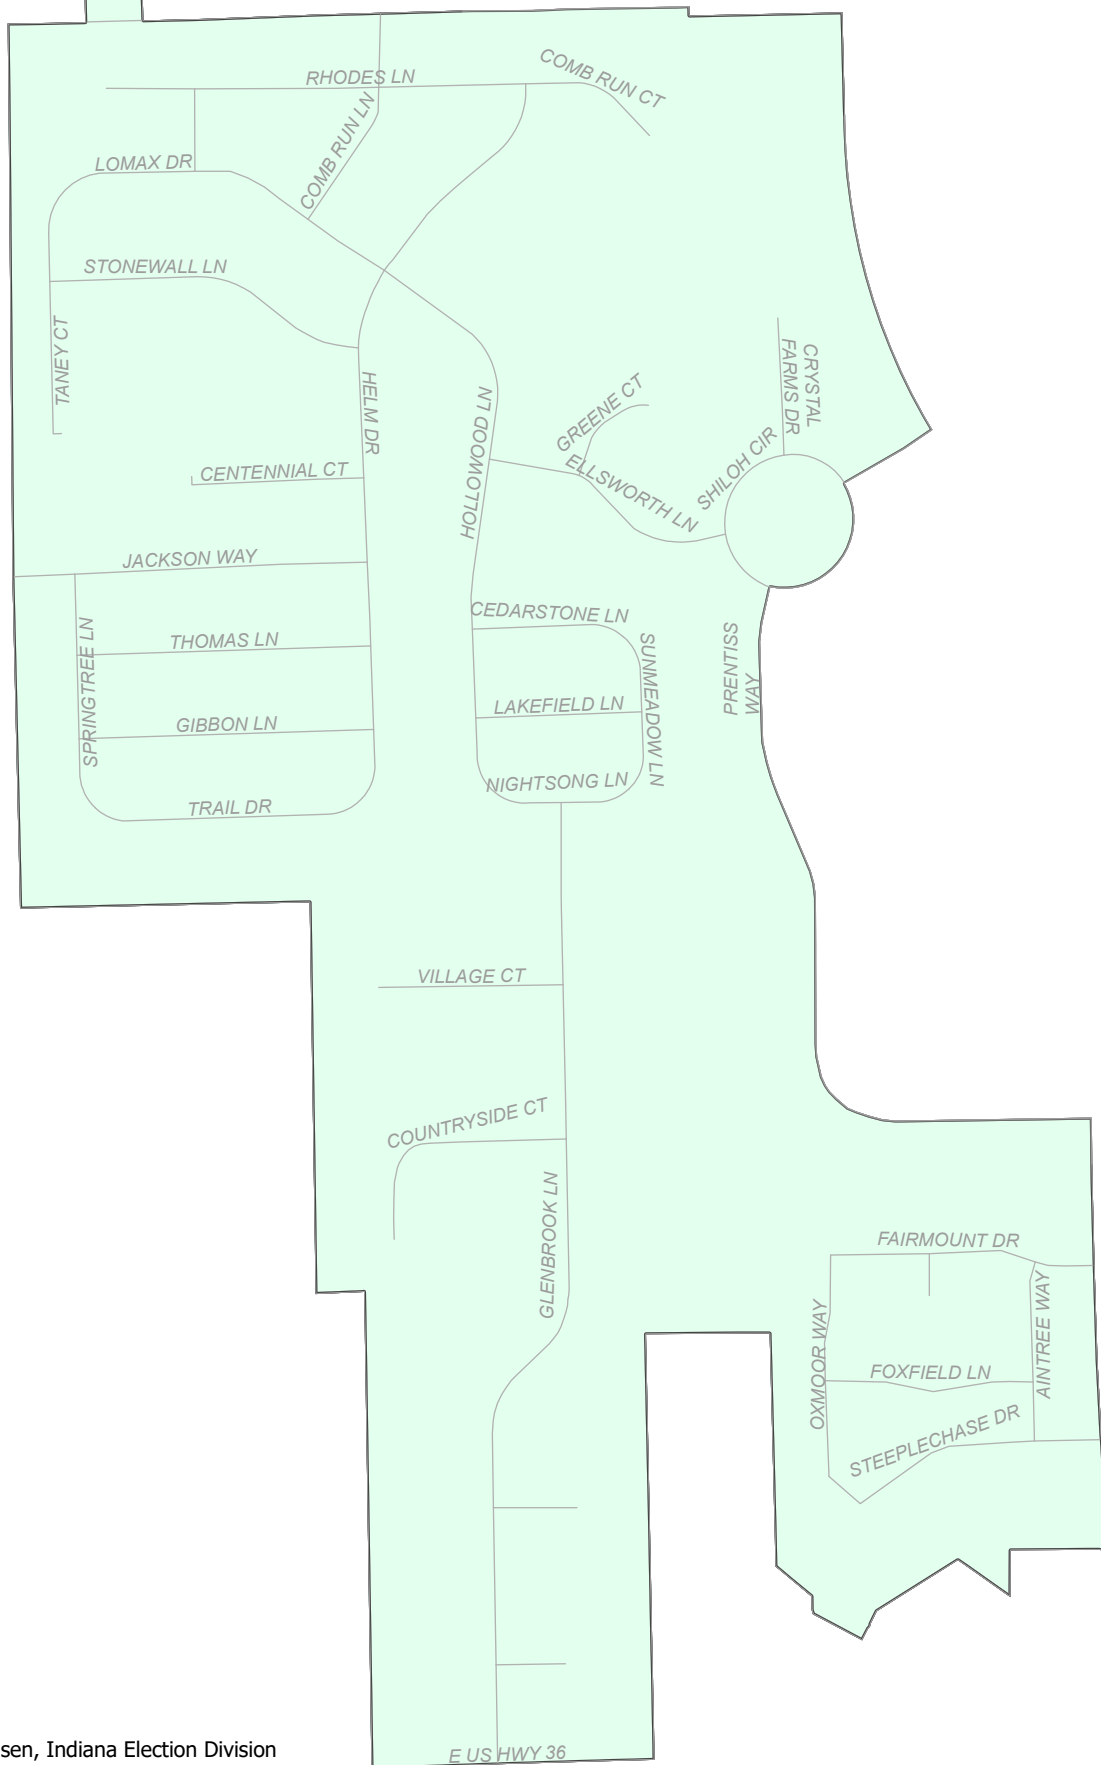 COMB RUN CT
RHODES LN
COMB RUN LN
LOMAX DR
STONEWALL LN
TANEY CT
HELM DR
CRYSTAL
FARMS DR
GREENE CT
HOLLOWOOD LN
SHILOH CIR
ELLSWORTH LN
CENTENNIAL CT
JACKSON WAY
CEDARSTONE LN
THOMAS LN
SPRINGTREE LN
SUNMEADOW LN
PRENTISS
WAY
LAKEFIELD LN
GIBBON LN
NIGHTSONG LN
TRAIL DR
VILLAGE CT
COUNTRYSIDE CT
GLENBROOK LN
FAIRMOUNT DR
OXMOOR WAY
AINTREE WAY
FOXFIELD LN
STEEPLECHASE DR
sen, Indiana Election Division
E US HWY 36